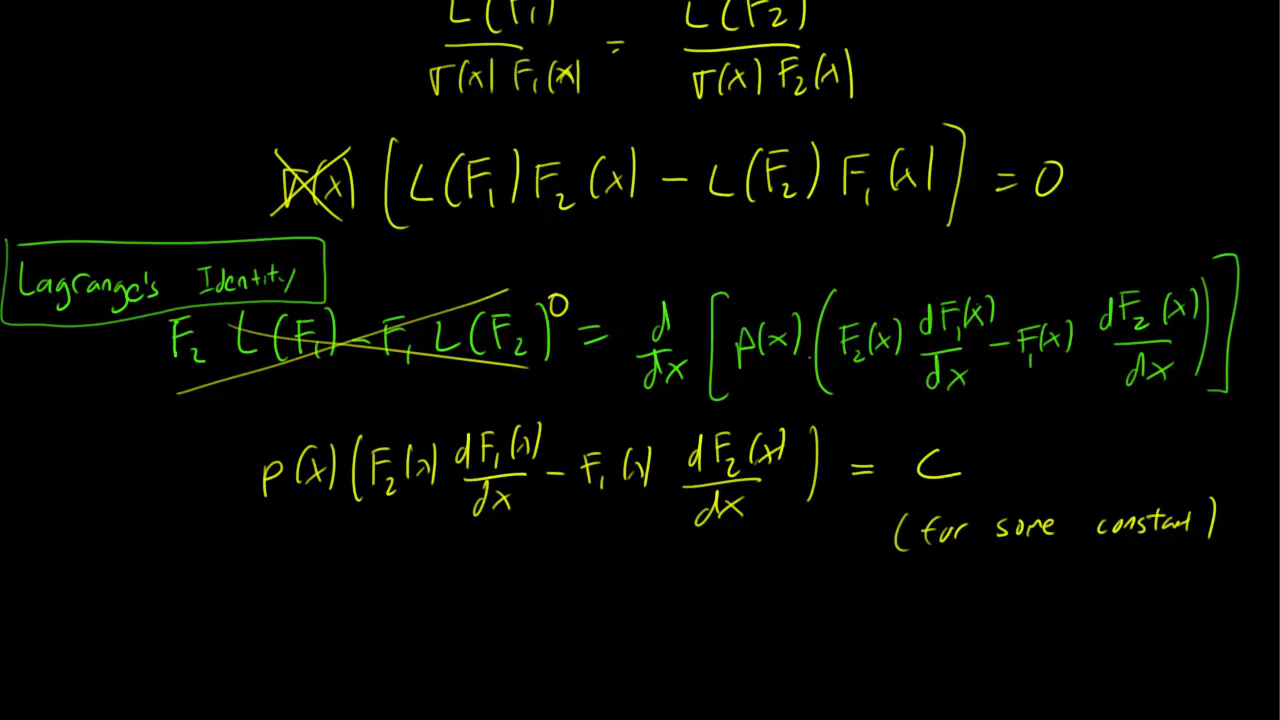 L(F₁) / σ(x) F₁(x) = L(F₂) / σ(x) F₂(x)
σ(x) [L(F₁) F₂(x) − L(F₂) F₁(x)] = 0
Lagrange's Identity
F₂ L(F₁) − F₁ L(F₂) 0 = d/dx [p(x) · (F₂(x) dF₁(x)/dx − F₁(x) dF₂(x)/dx)]
p(x) (F₂(x) dF₁(x)/dx − F₁(x) dF₂(x)/dx) = C
(for some constant)